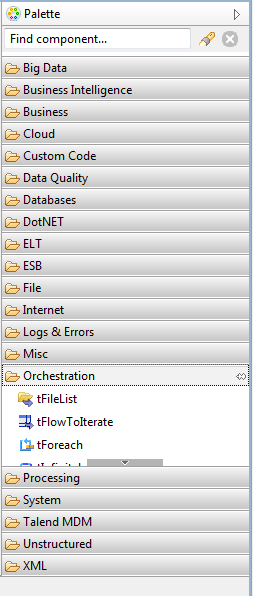 Palette
Find component...
Big Data
Business Intelligence
Business
Cloud
Custom Code
Data Quality
Databases
DotNET
ELT
ESB
File
Internet
Logs & Errors
Misc
Orchestration
tFileList
tFlowToIterate
tForeach
Processing
System
Talend MDM
Unstructured
XML